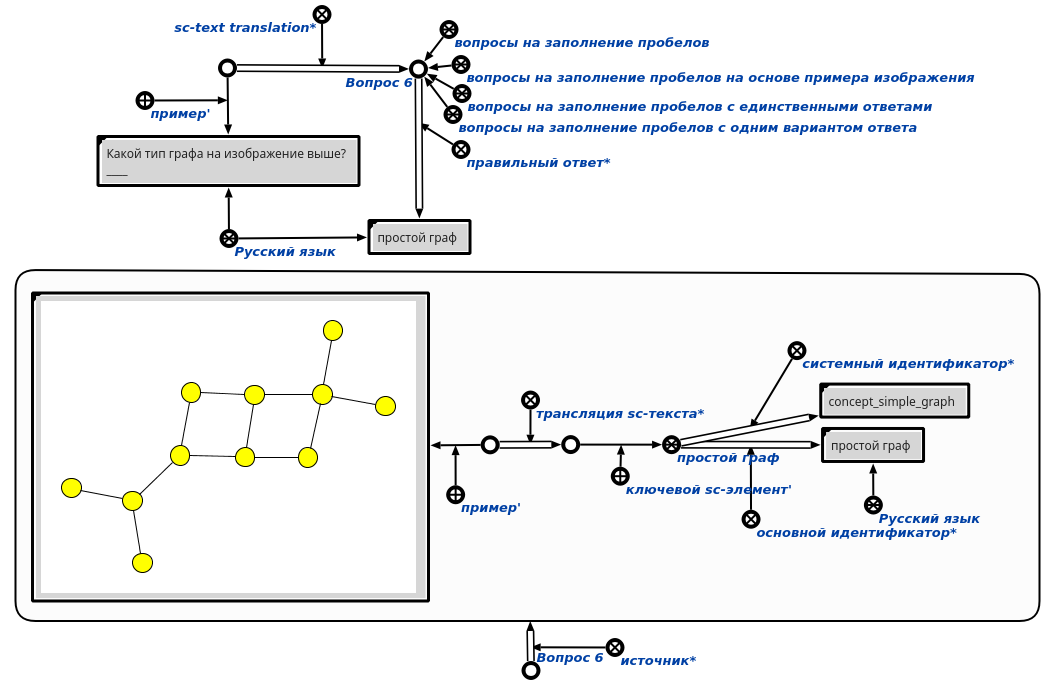 sc-text translation*
вопросы на заполнение пробелов
вопросы на заполнение пробелов на основе примера изображения
Вопрос 6
вопросы на заполнение пробелов с единственными ответами
пример'
вопросы на заполнение пробелов с одним вариантом ответа
Какой тип графа на изображение выше?
____
правильный ответ*
простой граф
Русский язык
системный идентификатор*
concept_simple_graph
трансляция sc-текста*
простой граф
простой граф
ключевой sc-элемент'
пример'
Русский язык
основной идентификатор*
Вопрос 6
источник*